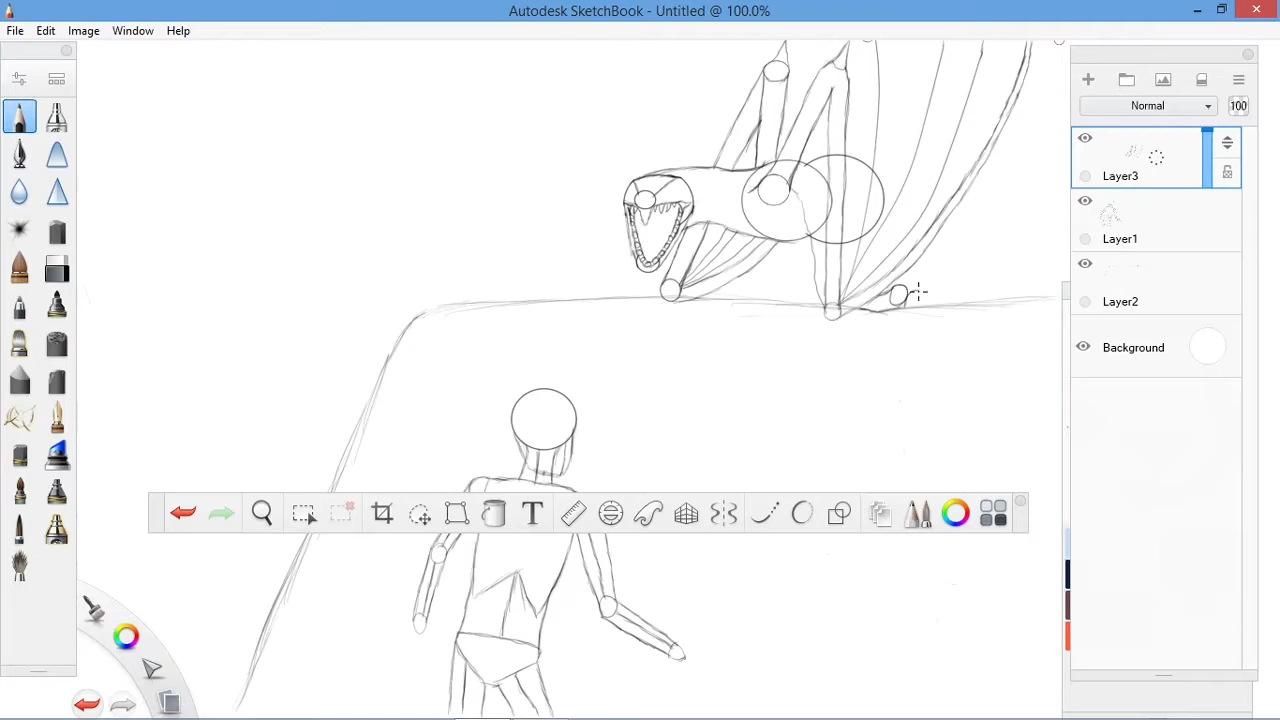 Autodesk SketchBook - Untitled @ 100.0%
File Edit Image Window Help
Normal 100
Layer3
Layer1
Layer2
Background
T